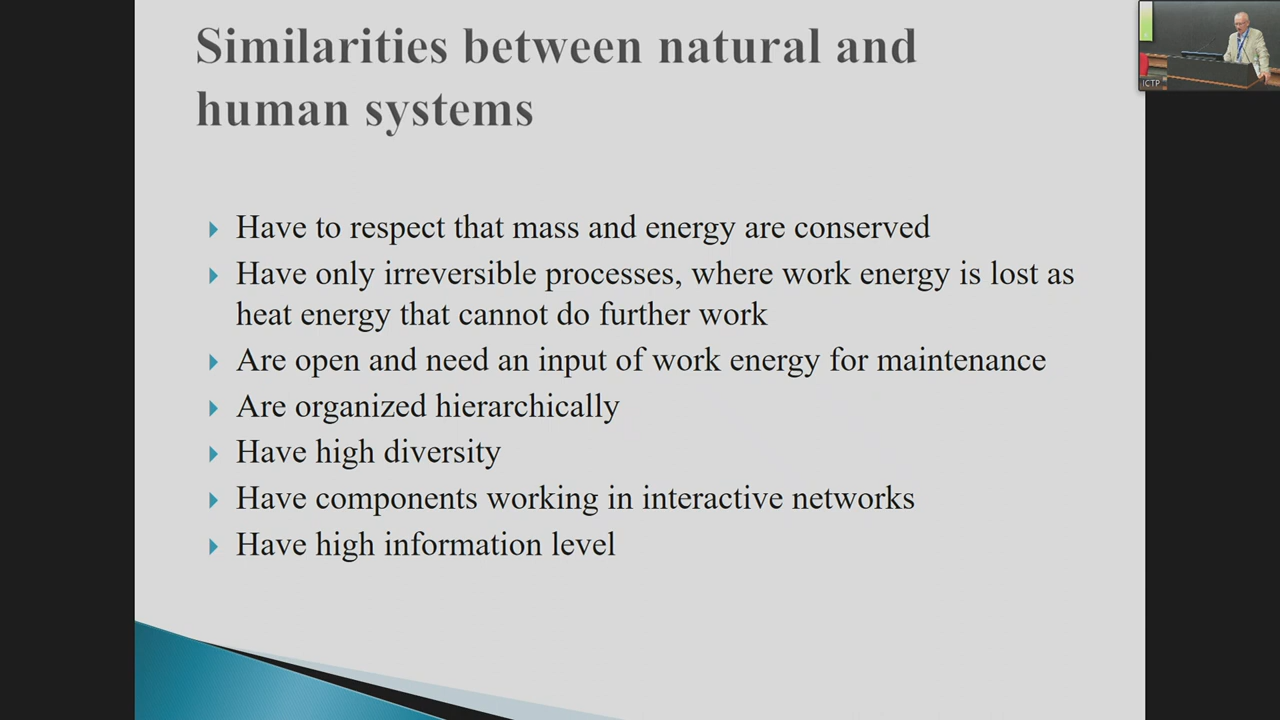 Similarities between natural and
human systems
Have to respect that mass and energy are conserved
Have only irreversible processes, where work energy is lost as
heat energy that cannot do further work
Are open and need an input of work energy for maintenance
Are organized hierarchically
Have high diversity
Have components working in interactive networks
Have high information level
ICTP